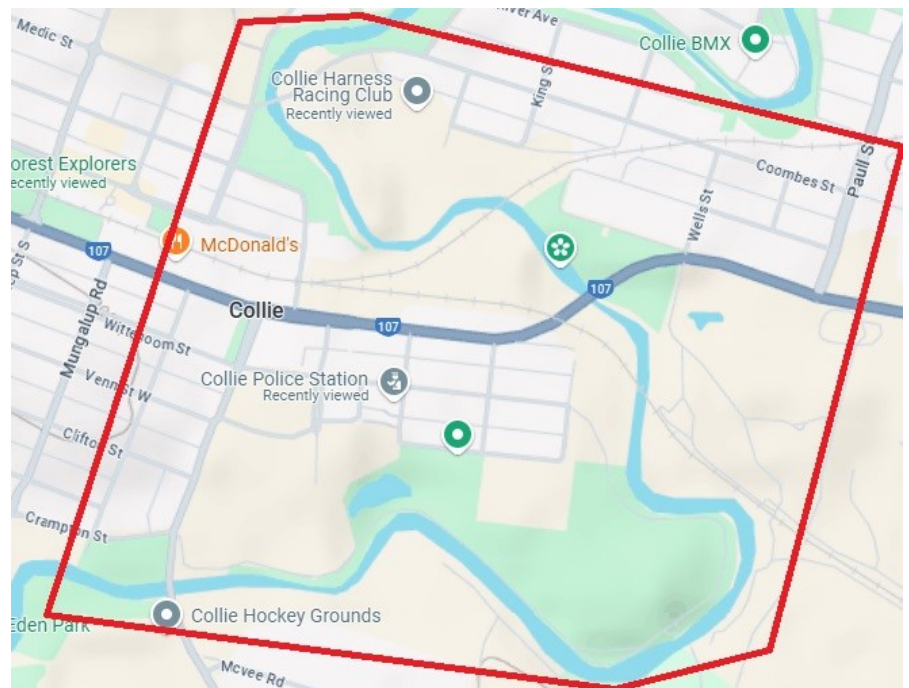 River Ave
Medic St
Collie BMX
Collie Harness
Racing Club
Recently viewed
King S
orest Explorers
ecently viewed
Coombes St
Paull S
Wells St
McDonald's
107
107
107
Collie
ep St S
Mungalup Rd
Wittenoom St
Collie Police Station
Recently viewed
Venn St W
Clifton St
Crampton St
Collie Hockey Grounds
Eden Park
Mcvee Rd